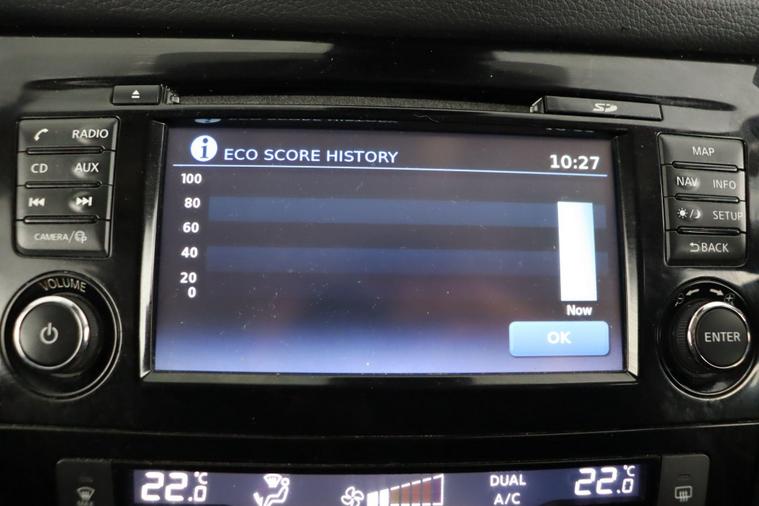 RADIO
CD AUX
CAMERA/
VOLUME
ECO SCORE HISTORY 10:27
100
80
60
40
20
0
Now
OK
SD
MAP
NAV INFO
SETUP
BACK
ENTER
22.0°C
DUAL
A/C
22.0°C
MAX